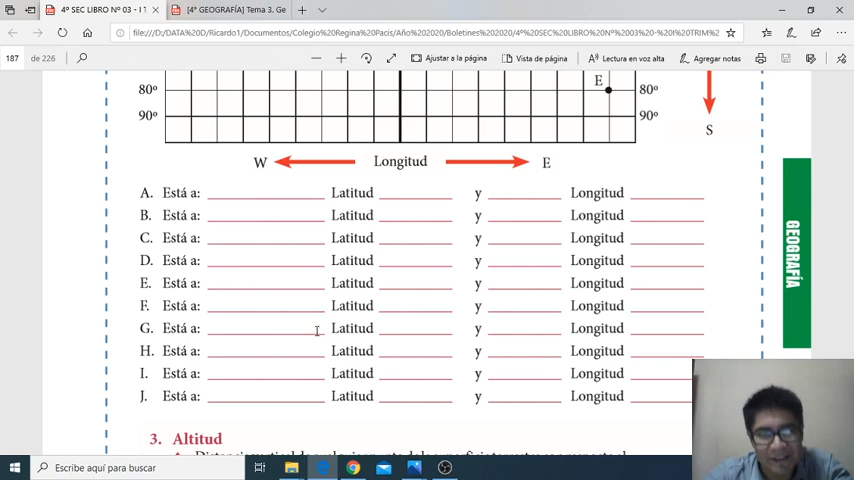 4º SEC LIBRO Nº 03 - I T
[4° GEOGRAFÍA] Tema 3. Ge
file:///D:/DATA%20D/Ricardo1/Documentos/Colegio%20Regina%20Pacis/Año%202020/Boletines%202020/4º%20SEC%20LIBRO%20Nº%2003%20-%20I%20TRIM%2
187 de 226
Ajustar a la página
Vista de página
Lectura en voz alta
Agregar notas
E
80º 80º
90º 90º
S
W Longitud E
A. Está a: Latitud y Longitud
B. Está a: Latitud y Longitud
C. Está a: Latitud y Longitud
D. Está a: Latitud y Longitud
E. Está a: Latitud y Longitud
F. Está a: Latitud y Longitud
G. Está a: Latitud y Longitud
H. Está a: Latitud y Longitud
I. Está a: Latitud y Longitud
J. Está a: Latitud y Longitud
GEOGRAFÍA
3. Altitud
Escribe aquí para buscar